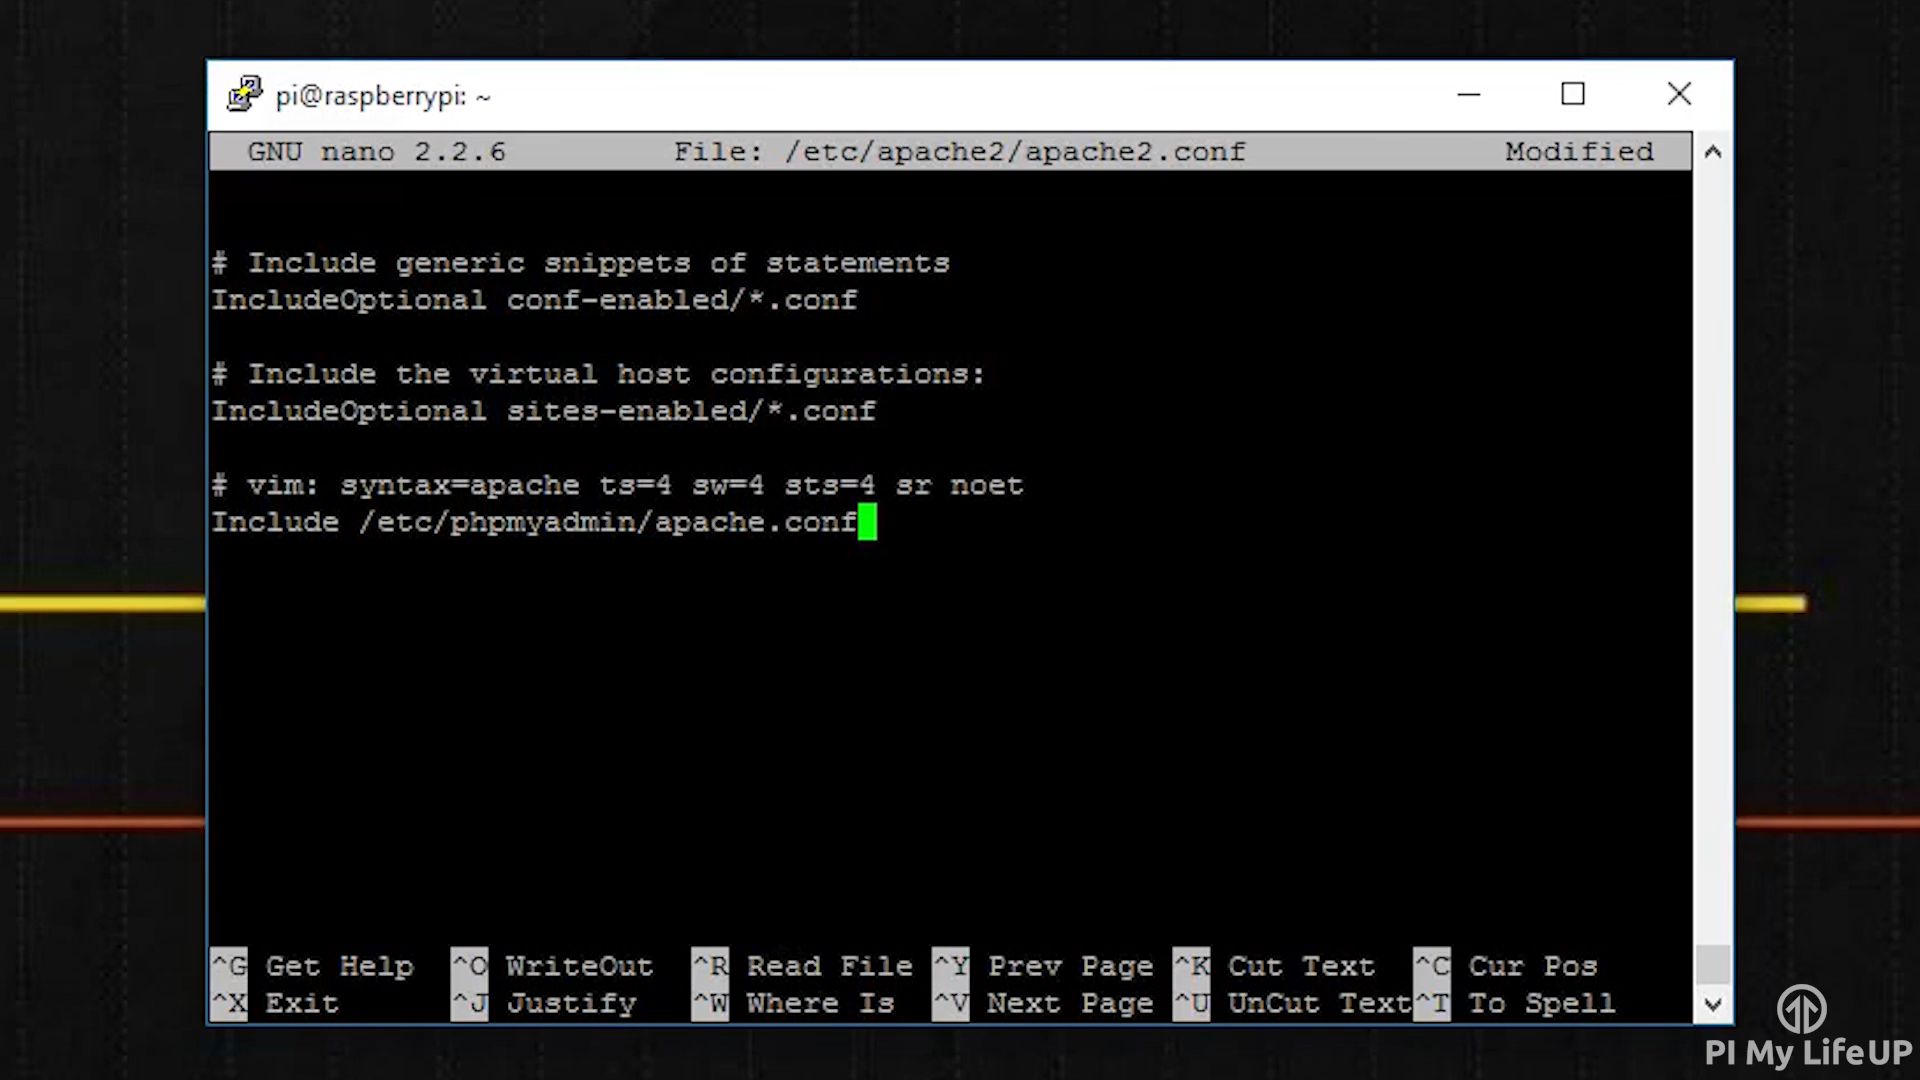 pi@raspberrypi: ~
GNU nano 2.2.6 File: /etc/apache2/apache2.conf Modified
# Include generic snippets of statements
IncludeOptional conf-enabled/*.conf
# Include the virtual host configurations:
IncludeOptional sites-enabled/*.conf
# vim: syntax=apache ts=4 sw=4 sts=4 sr noet
Include /etc/phpmyadmin/apache.conf
^G Get Help ^O WriteOut ^R Read File ^Y Prev Page ^K Cut Text ^C Cur Pos
^X Exit ^J Justify ^W Where Is ^V Next Page ^U UnCut Text^T To Spell
PI My LifeUP